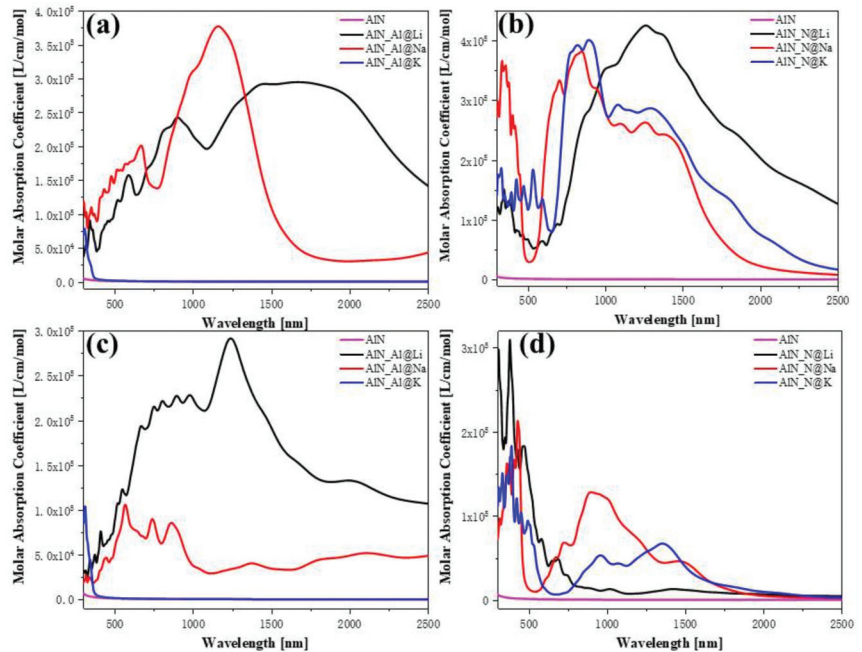 (a)
Molar Absorption Coefficient [L/cm/mol]
4.0x10⁵
3.5x10⁵
3.0x10⁵
2.5x10⁵
2.0x10⁵
1.5x10⁵
1.0x10⁵
5.0x10⁴
0.0
AlN
AlN_Al@Li
AlN_Al@Na
AlN_Al@K
500 1000 1500 2000 2500
Wavelength [nm]
(b)
Molar Absorption Coefficient [L/cm/mol]
4x10⁵
3x10⁵
2x10⁵
1x10⁵
0
AlN
AlN_N@Li
AlN_N@Na
AlN_N@K
500 1000 1500 2000 2500
Wavelength [nm]
(c)
Molar Absorption Coefficient [L/cm/mol]
3.0x10⁵
2.5x10⁵
2.0x10⁵
1.5x10⁵
1.0x10⁵
5.0x10⁴
0.0
AlN
AlN_Al@Li
AlN_Al@Na
AlN_Al@K
500 1000 1500 2000 2500
Wavelength [nm]
(d)
Molar Absorption Coefficient [L/cm/mol]
3x10⁵
2x10⁵
1x10⁵
0
AlN
AlN_N@Li
AlN_N@Na
AlN_N@K
500 1000 1500 2000 2500
Wavelength [nm]